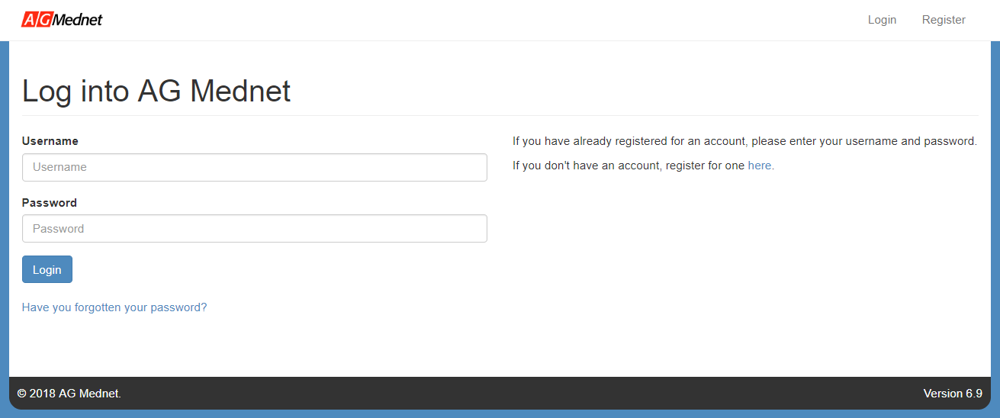 AG Mednet
Login
Register
Log into AG Mednet
Username
Username
Password
Password
Login
Have you forgotten your password?
If you have already registered for an account, please enter your username and password.
If you don't have an account, register for one here.
© 2018 AG Mednet.
Version 6.9